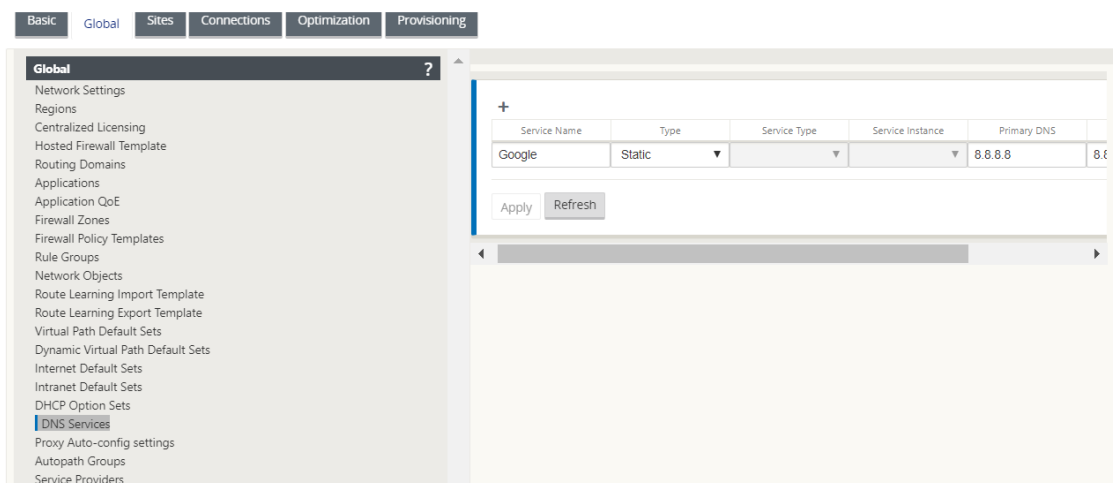 Basic Global Sites Connections Optimization Provisioning
Global ?
Network Settings
Regions
Centralized Licensing
Hosted Firewall Template
Routing Domains
Applications
Application QoE
Firewall Zones
Firewall Policy Templates
Rule Groups
Network Objects
Route Learning Import Template
Route Learning Export Template
Virtual Path Default Sets
Dynamic Virtual Path Default Sets
Internet Default Sets
Intranet Default Sets
DHCP Option Sets
DNS Services
Proxy Auto-config settings
Autopath Groups
Service Providers
+
Service Name Type Service Type Service Instance Primary DNS
Google Static 8.8.8.8
Apply Refresh